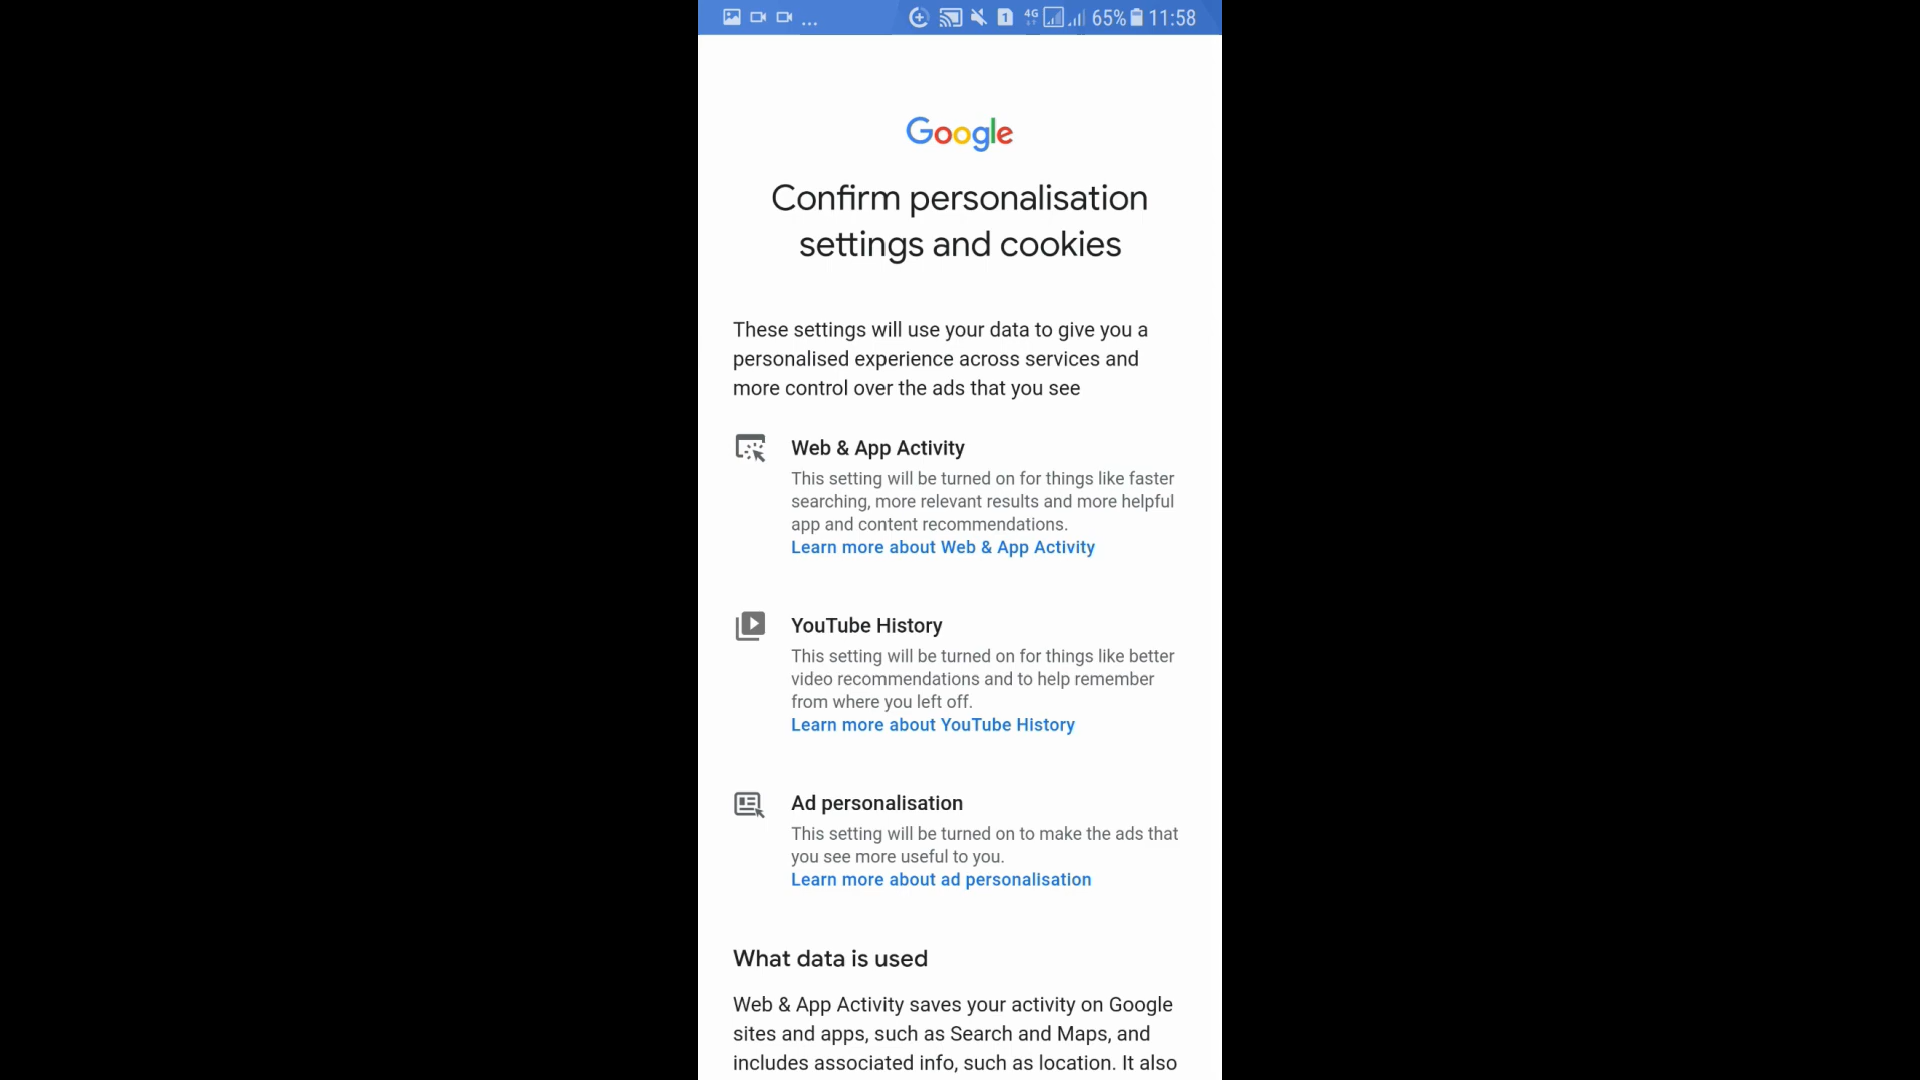 ... 1 4G 65% 11:58
Google
Confirm personalisation
settings and cookies
These settings will use your data to give you a
personalised experience across services and
more control over the ads that you see
Web & App Activity
This setting will be turned on for things like faster
searching, more relevant results and more helpful
app and content recommendations.
Learn more about Web & App Activity
YouTube History
This setting will be turned on for things like better
video recommendations and to help remember
from where you left off.
Learn more about YouTube History
Ad personalisation
This setting will be turned on to make the ads that
you see more useful to you.
Learn more about ad personalisation
What data is used
Web & App Activity saves your activity on Google
sites and apps, such as Search and Maps, and
includes associated info, such as location. It also